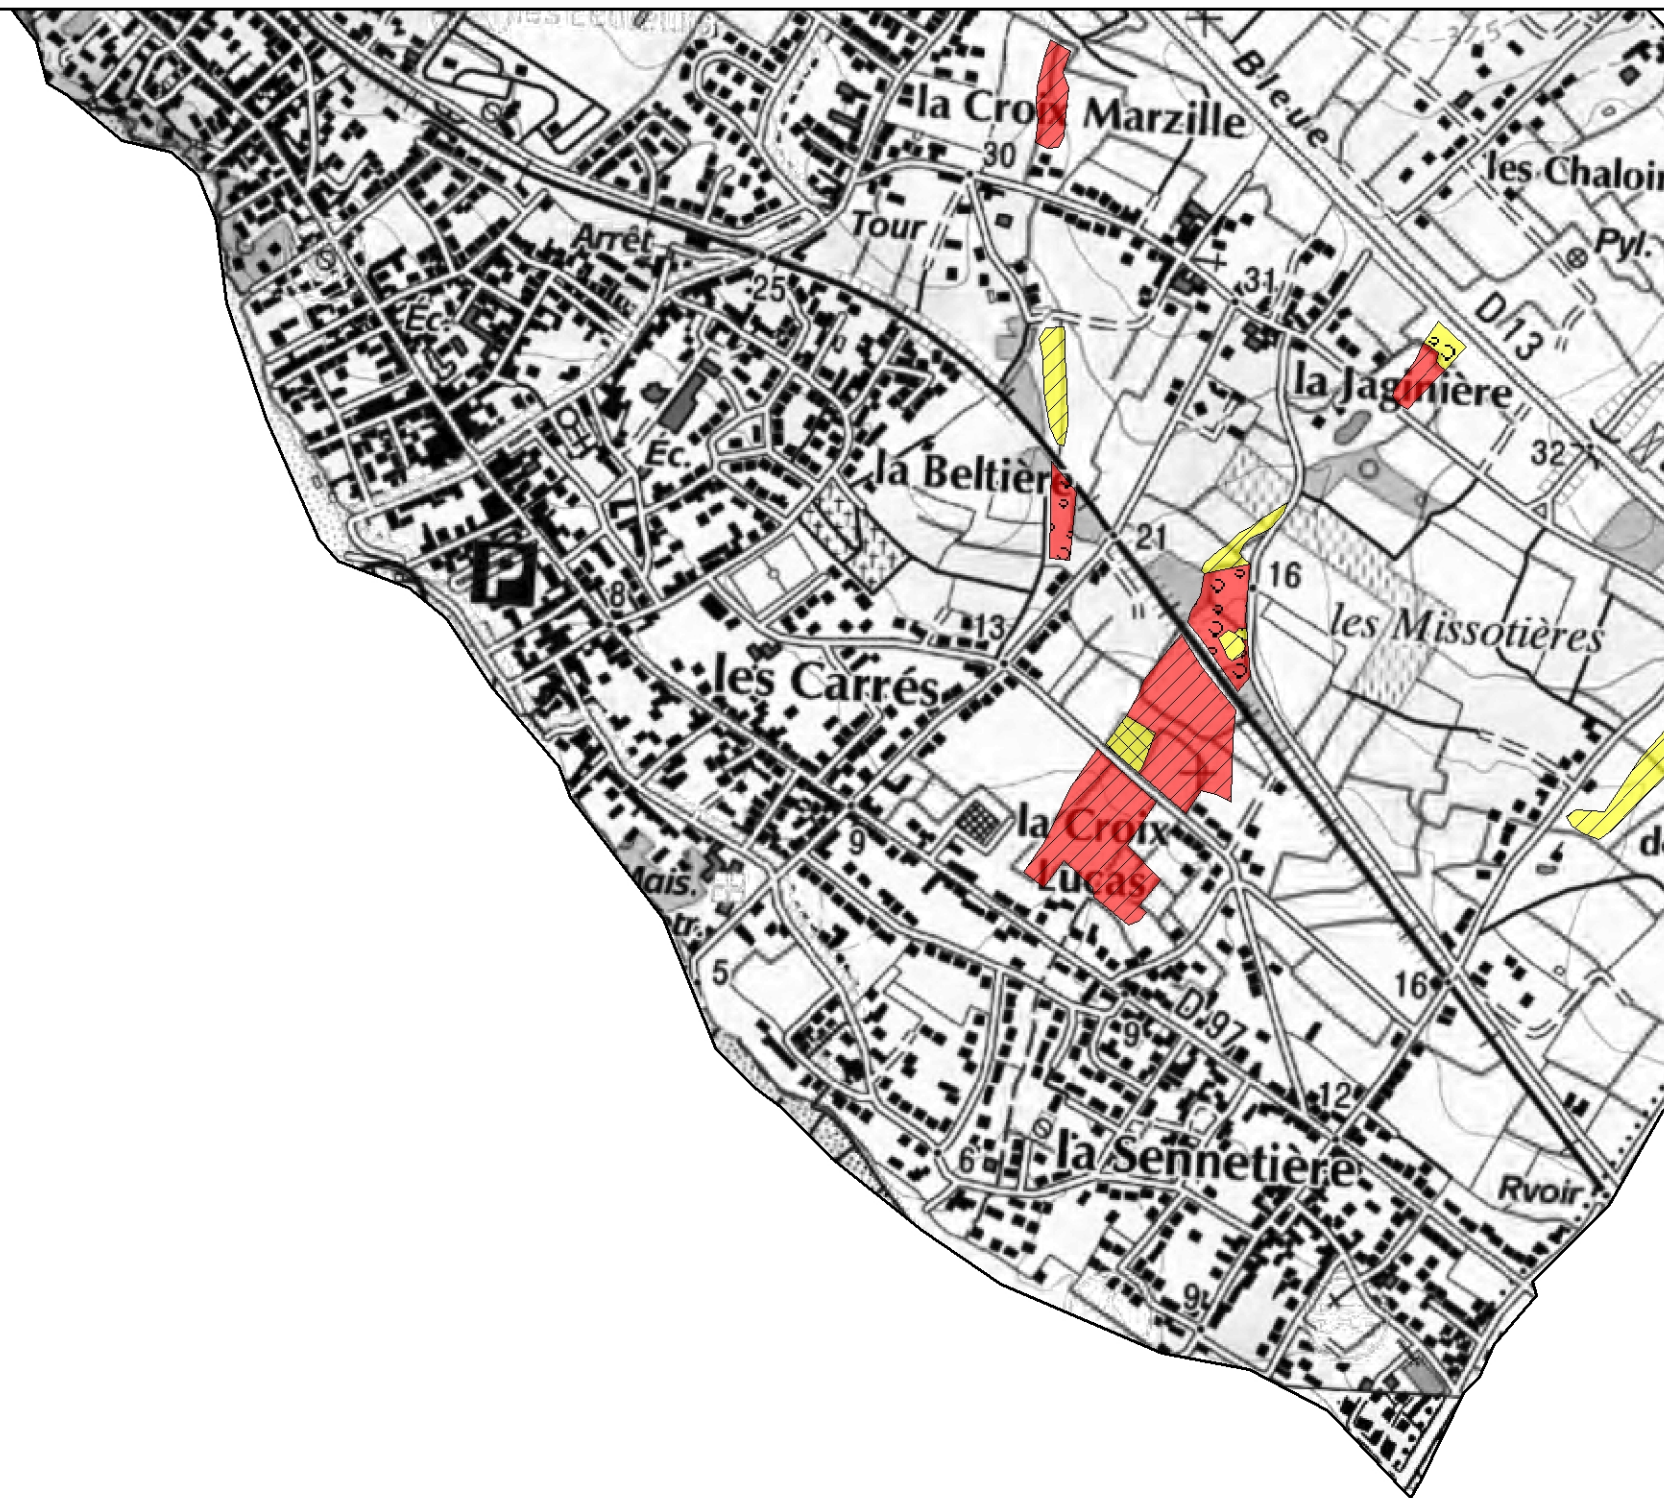 Bleue
la Croix Marzille
30
les Chaloir
Tour
Pyl.
Arrêt
25
31
D 13
Éc.
la Jaginière
Éc.
32
la Beltière
21
16
P
8
13
les Missotières
les Carrés
9
la Croix
Lucas
d
Mais.
5
16
D 97
9
12
6
la Sennetière
Rvoir
9